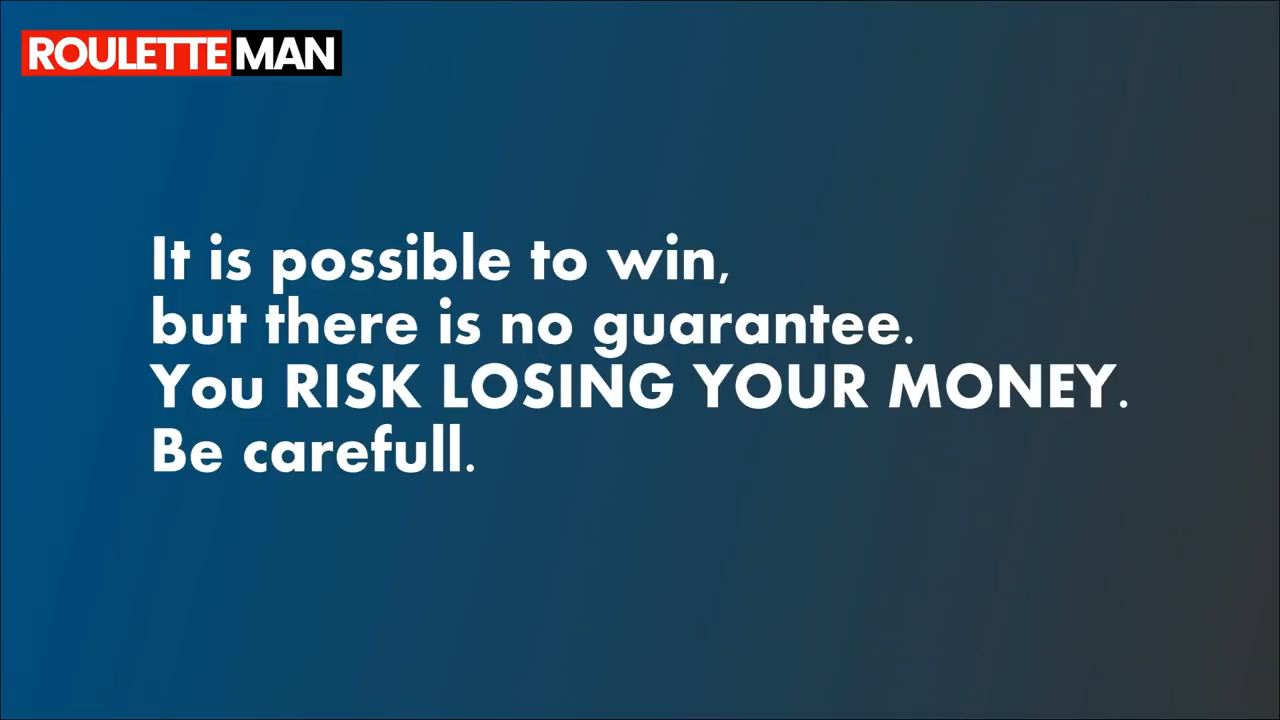 ROULETTE MAN
It is possible to win,
but there is no guarantee.
You RISK LOSING YOUR MONEY.
Be carefull.